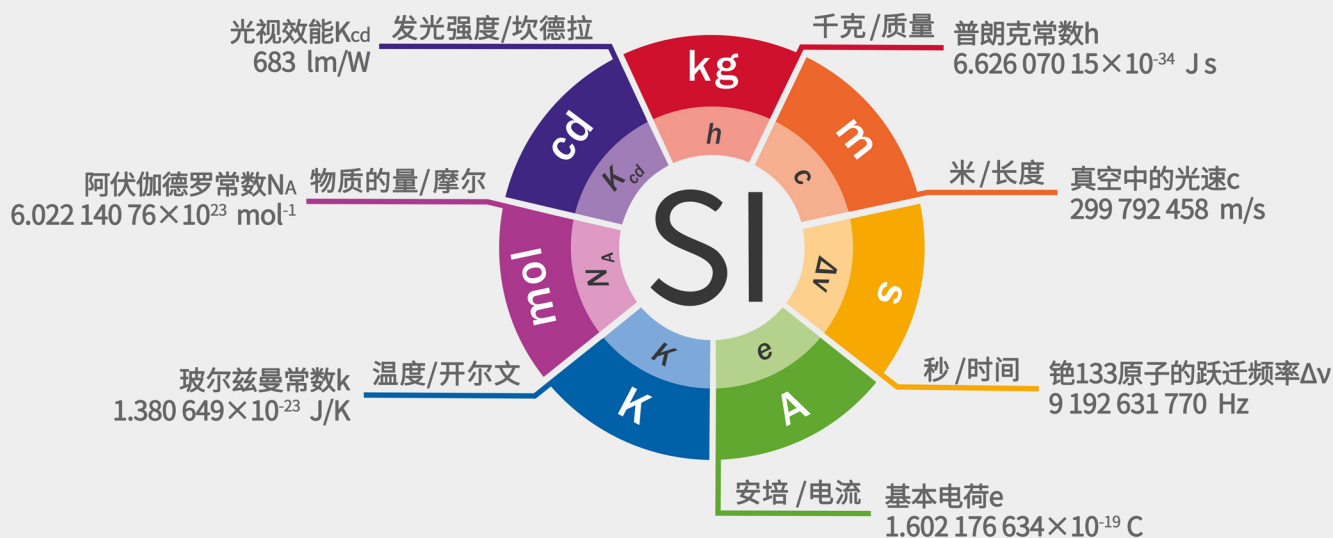 光视效能Kcd
683 lm/W
发光强度/坎德拉
千克/质量
普朗克常数h
6.626 070 15×10⁻³⁴ J s
kg
h
cd
Kcd
m
c
阿伏伽德罗常数NA
6.022 140 76×10²³ mol⁻¹
物质的量/摩尔
SI
米/长度
真空中的光速c
299 792 458 m/s
mol
NA
s
Δν
玻尔兹曼常数k
1.380 649×10⁻²³ J/K
温度/开尔文
K
K
e
A
秒/时间
铯133原子的跃迁频率Δν
9 192 631 770 Hz
安培/电流
基本电荷e
1.602 176 634×10⁻¹⁹ C